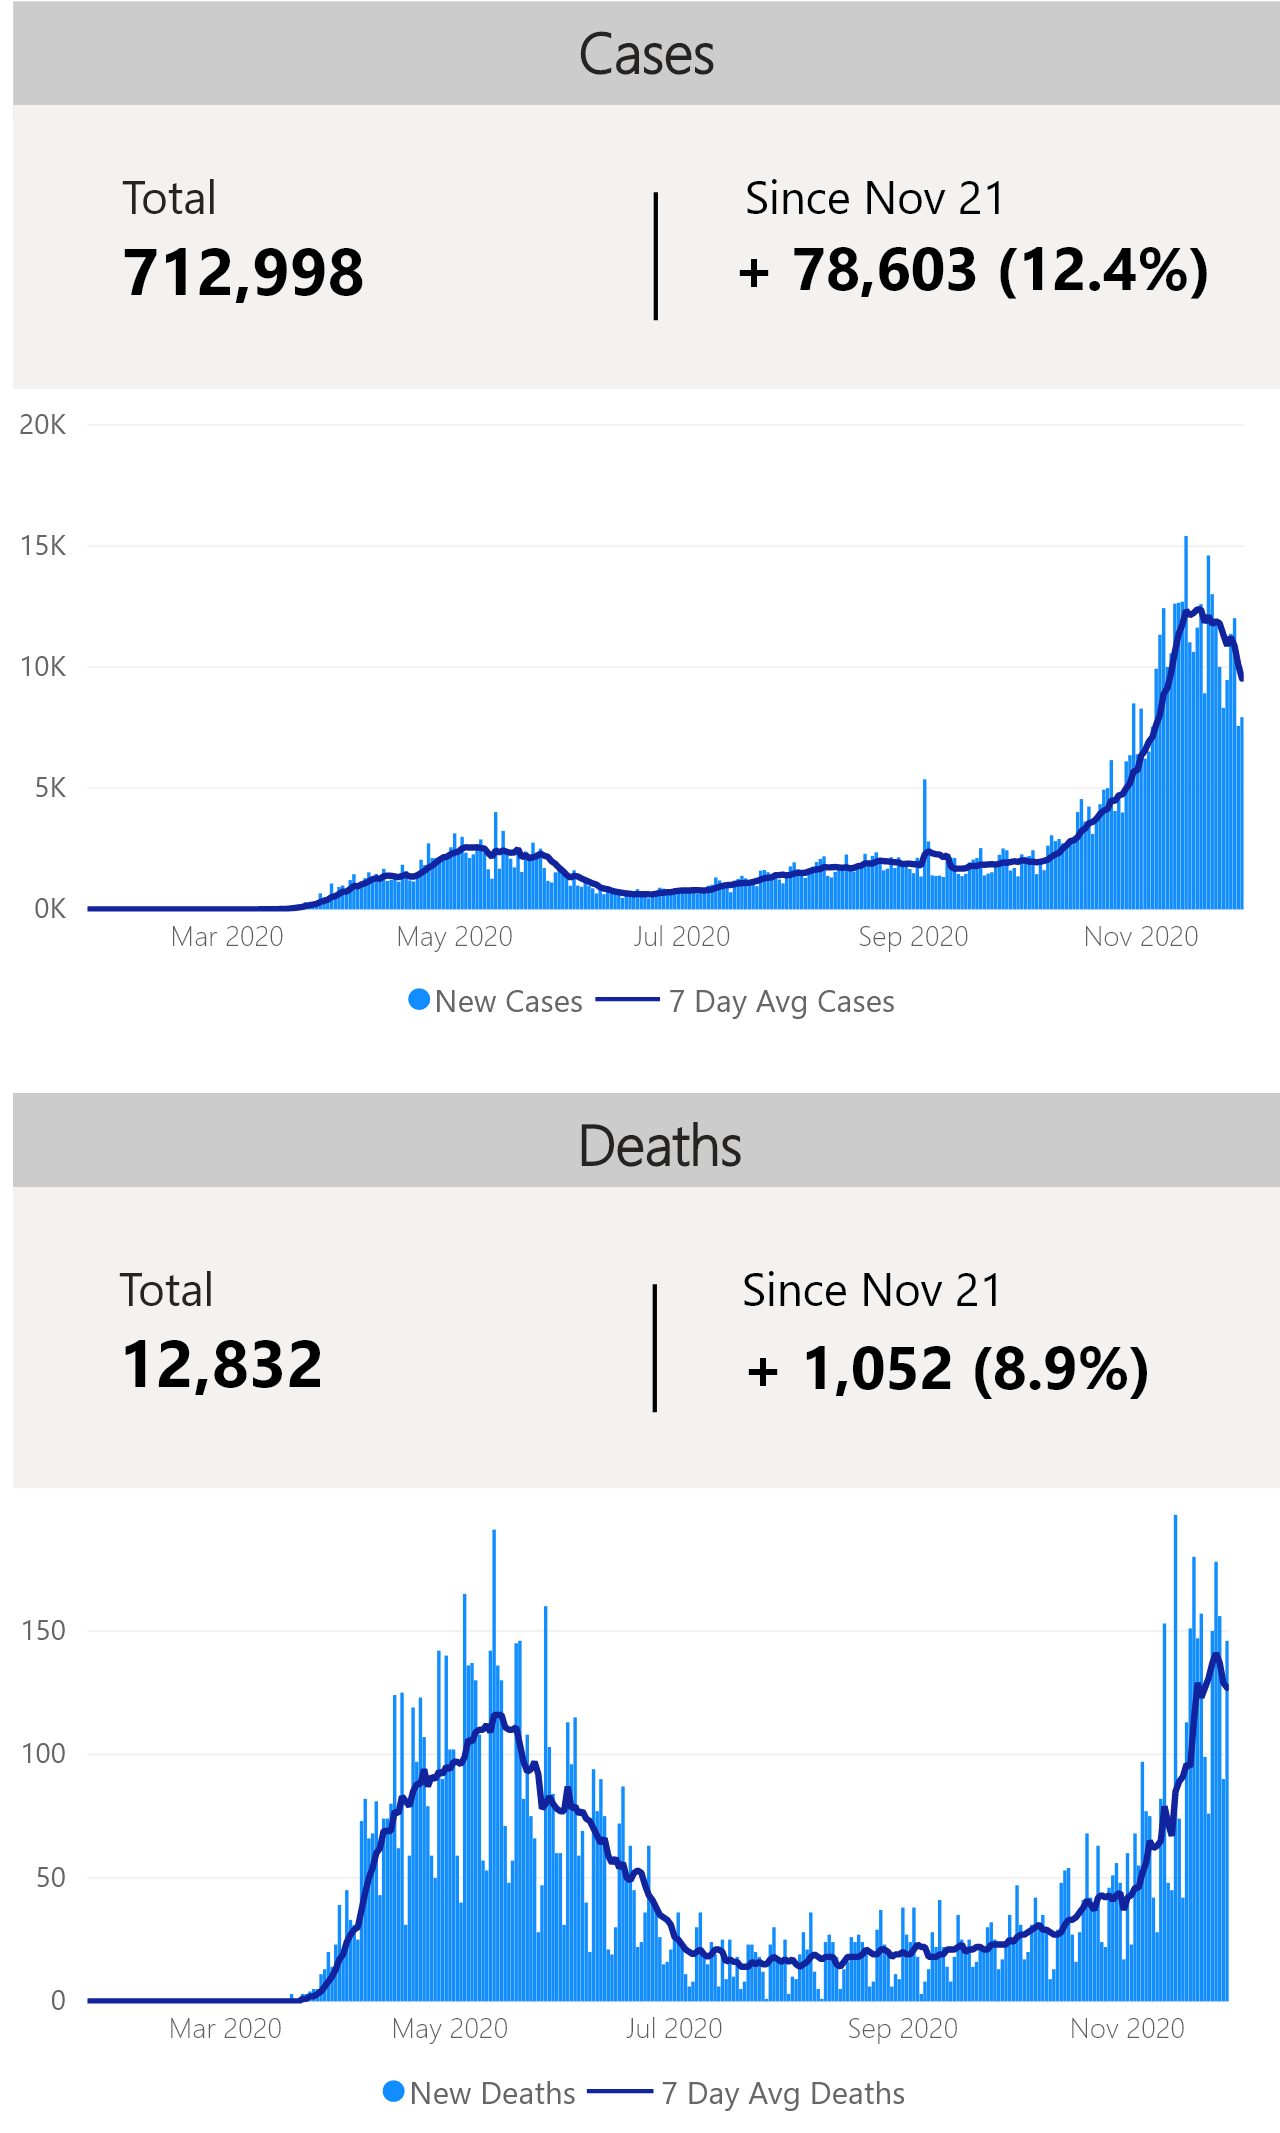 Cases
Total
Since Nov 21
712,998
+ 78,603 (12.4%)
20K
15K
10K
5K
0K
Mar 2020
May 2020
Jul 2020
Sep 2020
Nov 2020
New Cases
7 Day Avg Cases
Deaths
Total
Since Nov 21
12,832
+ 1,052 (8.9%)
150
100
50
0
Mar 2020
May 2020
Jul 2020
Sep 2020
Nov 2020
New Deaths
7 Day Avg Deaths